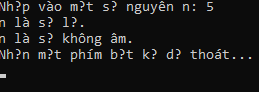 Nh?p vào m?t s? nguyên n: 5
n là s? l?.
n là s? không âm.
Nh?n m?t phím b?t k? d? thoát...